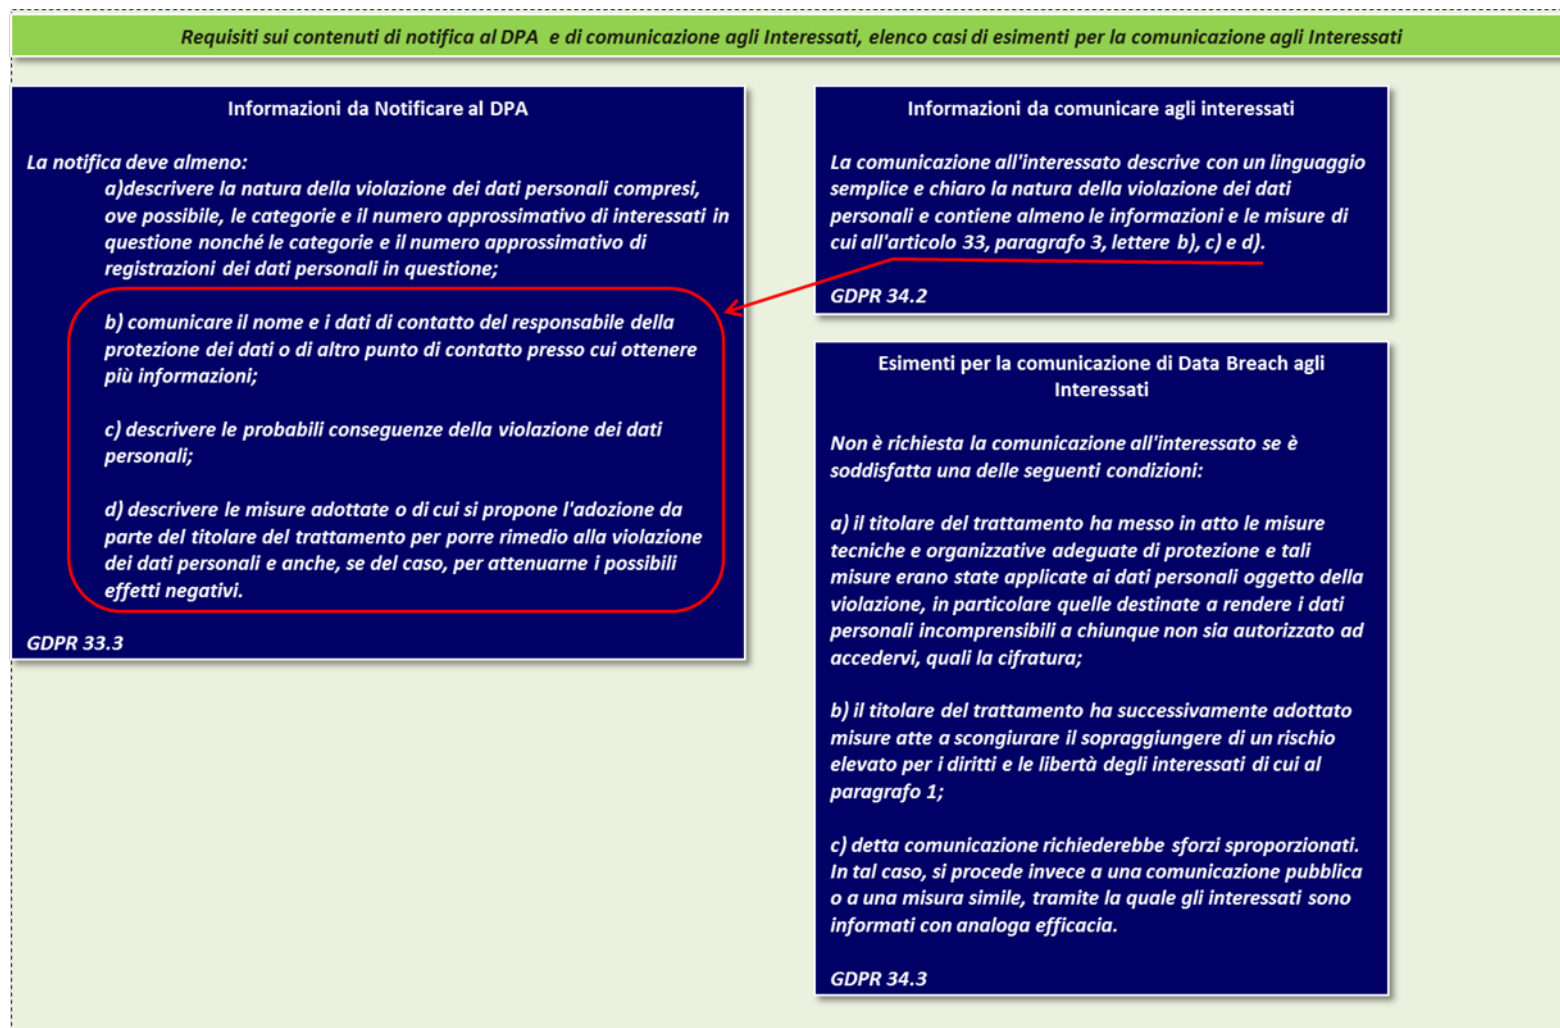 Requisiti sui contenuti di notifica al DPA e di comunicazione agli Interessati, elenco casi di esimenti per la comunicazione agli Interessati
Informazioni da Notificare al DPA
La notifica deve almeno:
a)descrivere la natura della violazione dei dati personali compresi,
ove possibile, le categorie e il numero approssimativo di interessati in
questione nonché le categorie e il numero approssimativo di
registrazioni dei dati personali in questione;
b) comunicare il nome e i dati di contatto del responsabile della
protezione dei dati o di altro punto di contatto presso cui ottenere
più informazioni;
c) descrivere le probabili conseguenze della violazione dei dati
personali;
d) descrivere le misure adottate o di cui si propone l'adozione da
parte del titolare del trattamento per porre rimedio alla violazione
dei dati personali e anche, se del caso, per attenuarne i possibili
effetti negativi.
GDPR 33.3
Informazioni da comunicare agli interessati
La comunicazione all'interessato descrive con un linguaggio
semplice e chiaro la natura della violazione dei dati
personali e contiene almeno le informazioni e le misure di
cui all'articolo 33, paragrafo 3, lettere b), c) e d).
GDPR 34.2
Esimenti per la comunicazione di Data Breach agli
Interessati
Non è richiesta la comunicazione all'interessato se è
soddisfatta una delle seguenti condizioni:
a) il titolare del trattamento ha messo in atto le misure
tecniche e organizzative adeguate di protezione e tali
misure erano state applicate ai dati personali oggetto della
violazione, in particolare quelle destinate a rendere i dati
personali incomprensibili a chiunque non sia autorizzato ad
accedervi, quali la cifratura;
b) il titolare del trattamento ha successivamente adottato
misure atte a scongiurare il sopraggiungere di un rischio
elevato per i diritti e le libertà degli interessati di cui al
paragrafo 1;
c) detta comunicazione richiederebbe sforzi sproporzionati.
In tal caso, si procede invece a una comunicazione pubblica
o a una misura simile, tramite la quale gli interessati sono
informati con analoga efficacia.
GDPR 34.3